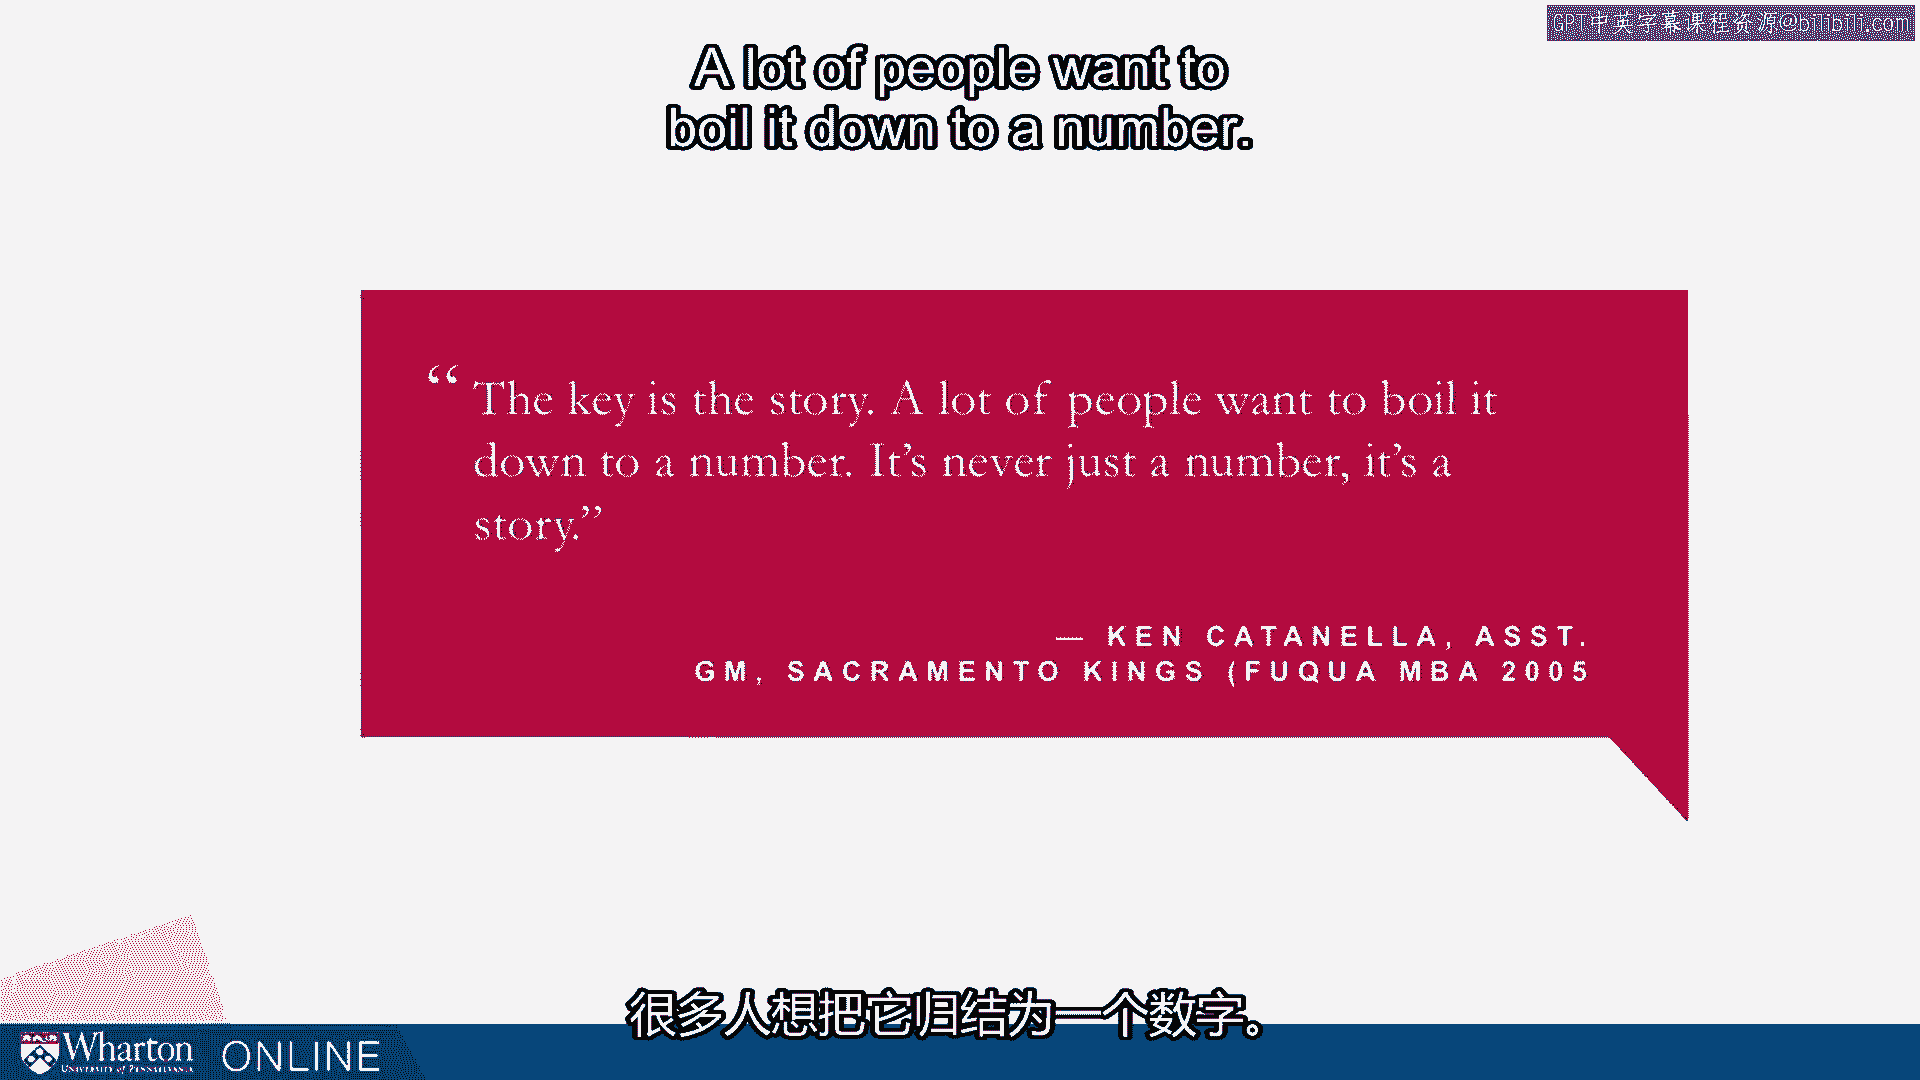 GPT中英字幕课程资源@bilibili.com
A lot of people want to
boil it down to a number.
“The key is the story. A lot of people want to boil it
down to a number. It’s never just a number, it’s a
story.”
— KEN CATANELLA, ASST.
GM, SACRAMENTO KINGS (FUQUA MBA 2005
很多人想把它归结为一个数字。
Wharton ONLINE
UNIVERSITY of PENNSYLVANIA